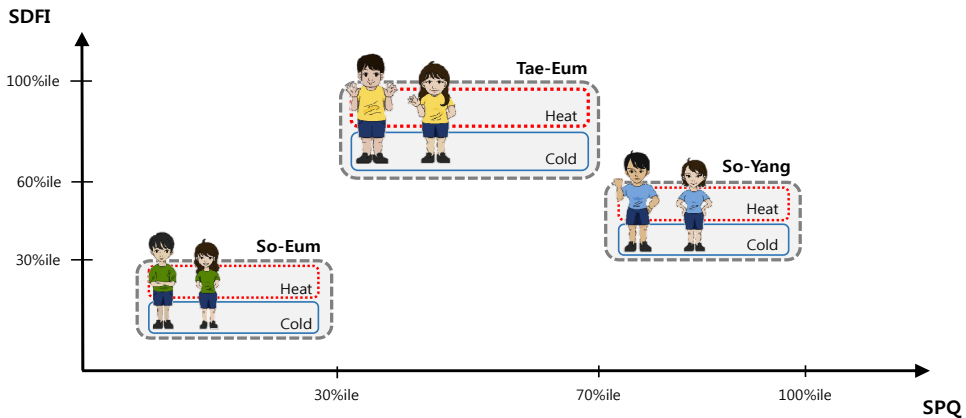 SDFI
100%ile
60%ile
30%ile
Tae-Eum
Heat
Cold
So-Yang
Heat
Cold
So-Eum
Heat
Cold
30%ile
70%ile
100%ile
SPQ